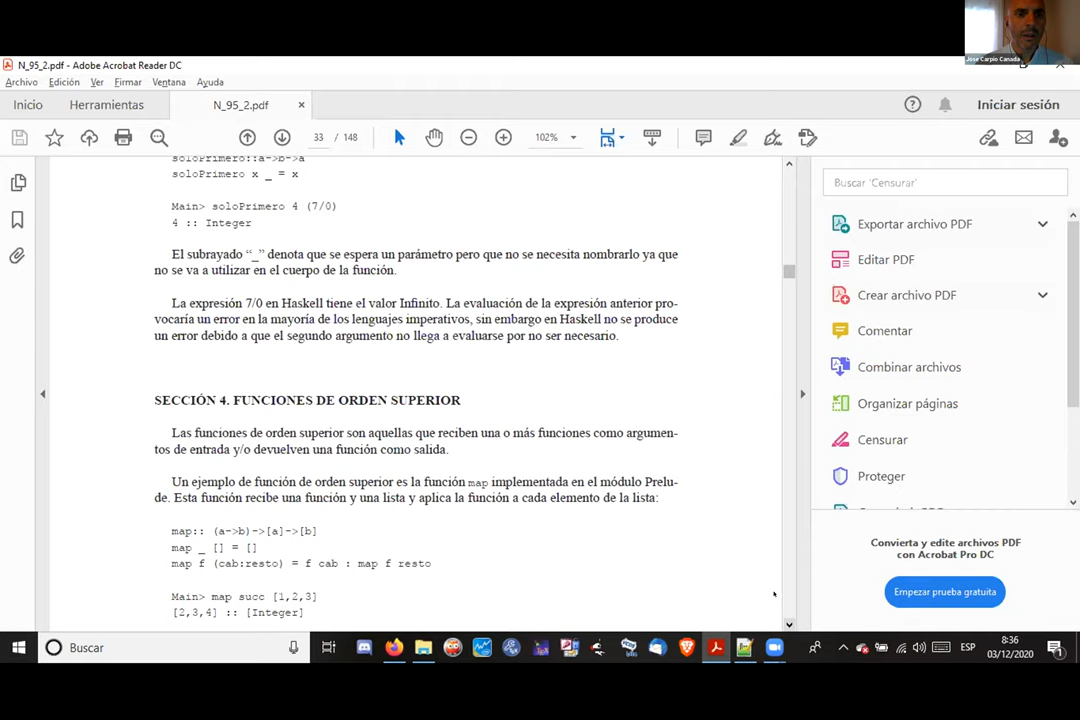 Jose Carpio Canada
N_95_2.pdf - Adobe Acrobat Reader DC
Archivo Edición Ver Firmar Ventana Ayuda
Inicio Herramientas N_95_2.pdf × Iniciar sesión
33 / 148 102%
soloPrimero::a->b->a
soloPrimero x _ = x
Main> soloPrimero 4 (7/0)
4 :: Integer
El subrayado “_” denota que se espera un parámetro pero que no se necesita nombrarlo ya que
no se va a utilizar en el cuerpo de la función.
La expresión 7/0 en Haskell tiene el valor Infinito. La evaluación de la expresión anterior pro-
vocaría un error en la mayoría de los lenguajes imperativos, sin embargo en Haskell no se produce
un error debido a que el segundo argumento no llega a evaluarse por no ser necesario.
SECCIÓN 4. FUNCIONES DE ORDEN SUPERIOR
Las funciones de orden superior son aquellas que reciben una o más funciones como argumen-
tos de entrada y/o devuelven una función como salida.
Un ejemplo de función de orden superior es la función map implementada en el módulo Prelu-
de. Esta función recibe una función y una lista y aplica la función a cada elemento de la lista:
map:: (a->b)->[a]->[b]
map _ [] = []
map f (cab:resto) = f cab : map f resto
Main> map succ [1,2,3]
[2,3,4] :: [Integer]
Buscar 'Censurar'
Exportar archivo PDF
Editar PDF
Crear archivo PDF
Comentar
Combinar archivos
Organizar páginas
Censurar
Proteger
Convierta y edite archivos PDF
con Acrobat Pro DC
Empezar prueba gratuita
Buscar
ESP
8:36
03/12/2020